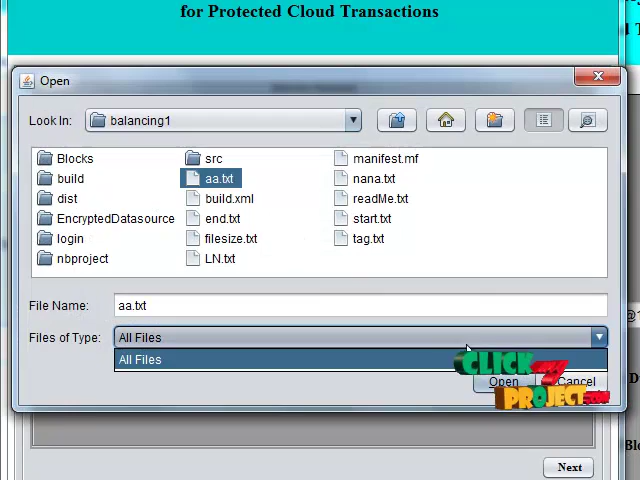 for Protected Cloud Transactions
Open
Look In: balancing1
Blocks src manifest.mf
build aa.txt nana.txt
dist build.xml readMe.txt
EncryptedDatasource end.txt start.txt
login filesize.txt tag.txt
nbproject LN.txt
File Name: aa.txt
Files of Type: All Files
All Files
CLICK MY
PROJECT.COM
Open Cancel
Next